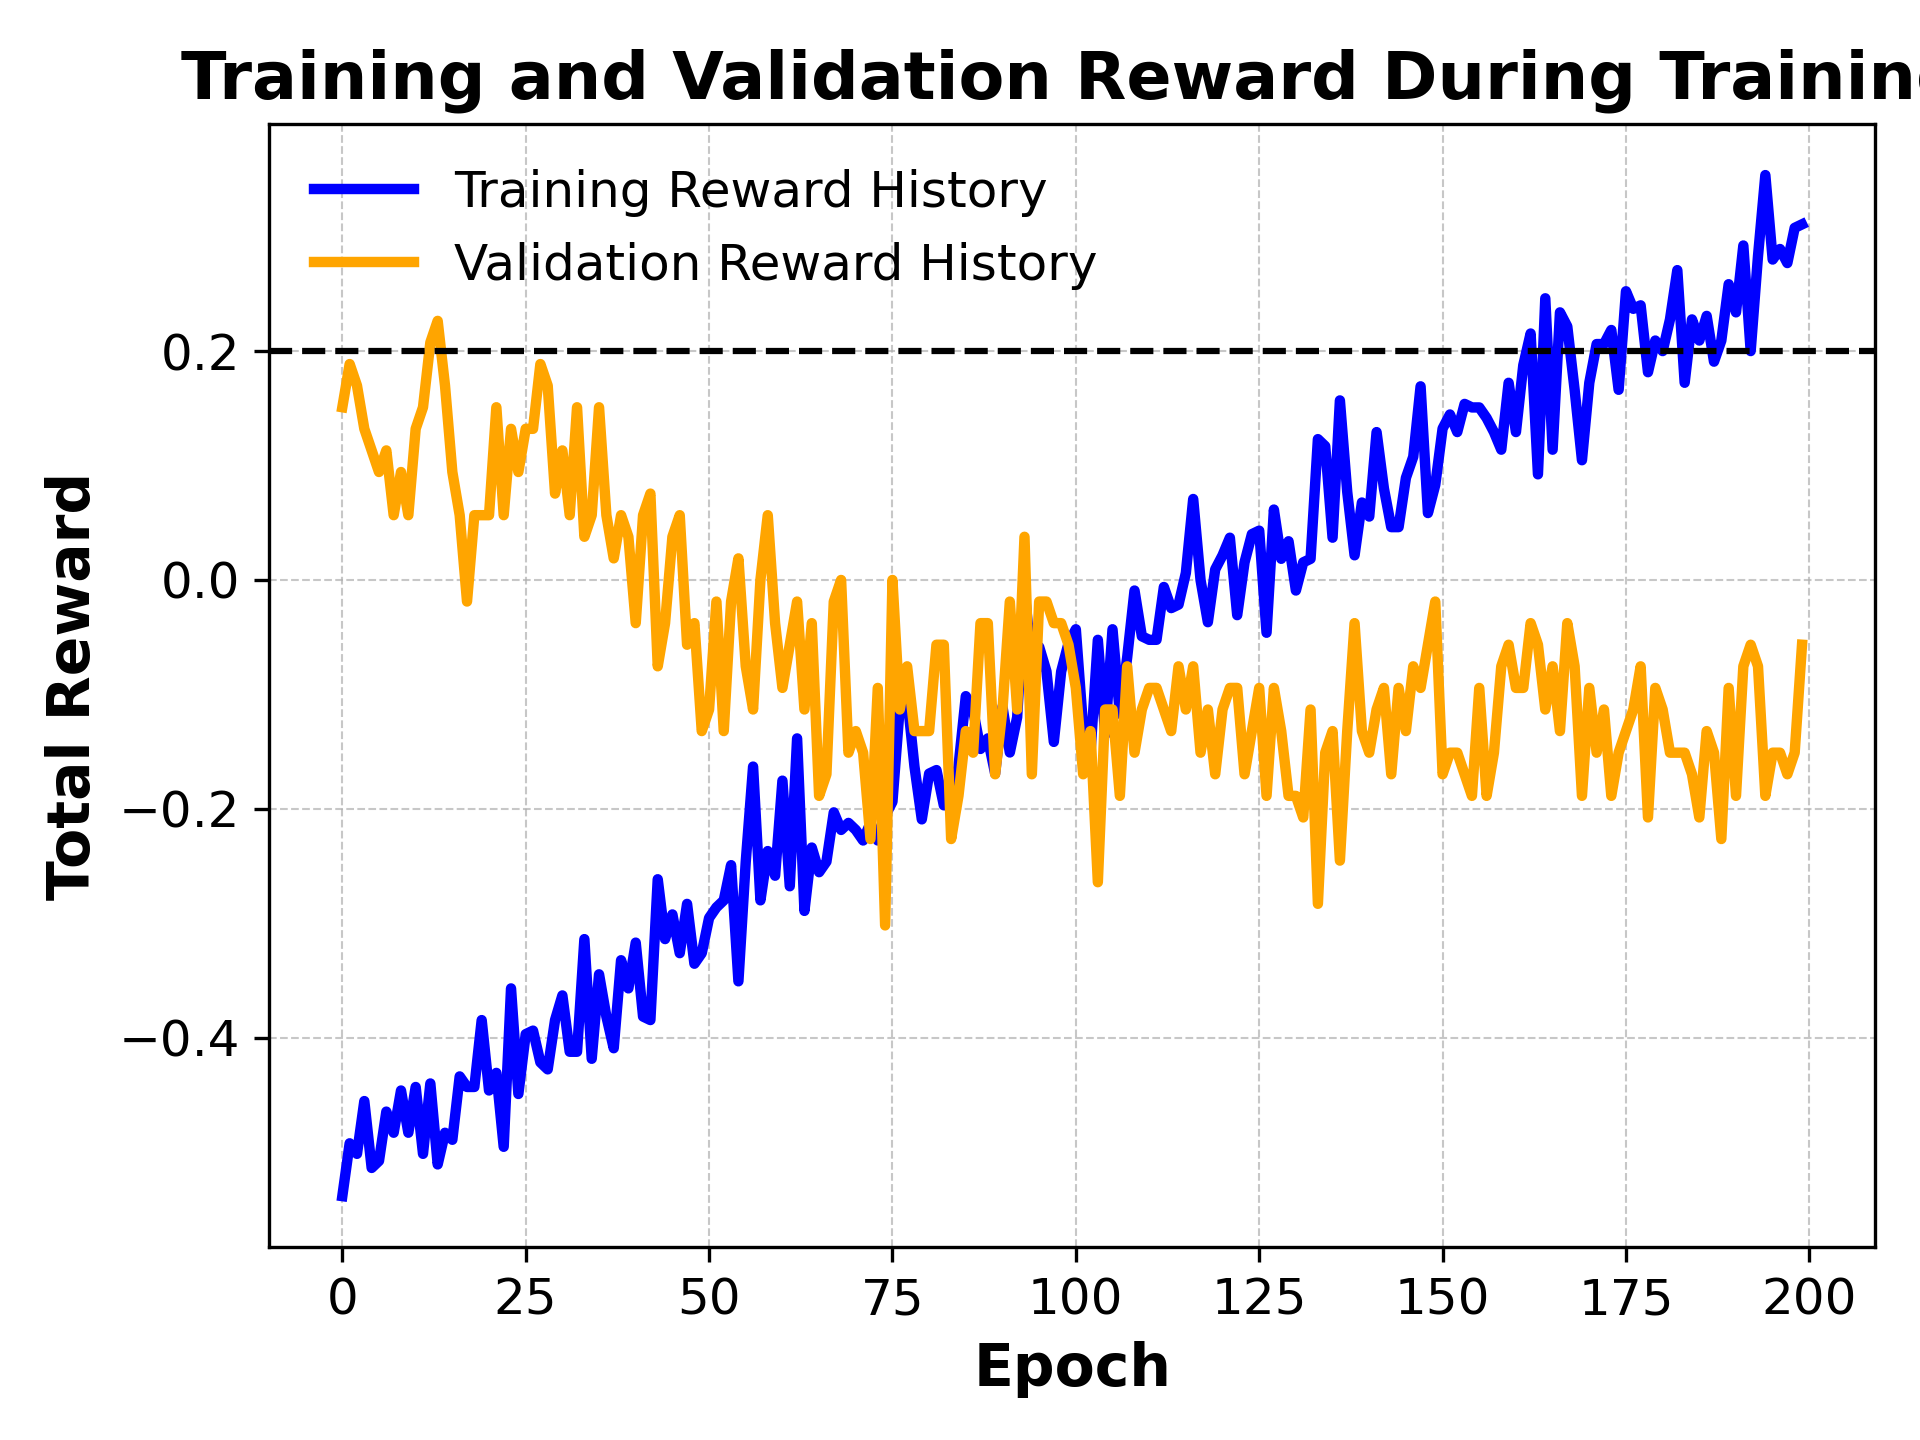 Training and Validation Reward During Trainin
Training Reward History
Validation Reward History
0.2
0.0
−0.2
−0.4
Total Reward
0 25 50 75 100 125 150 175 200
Epoch